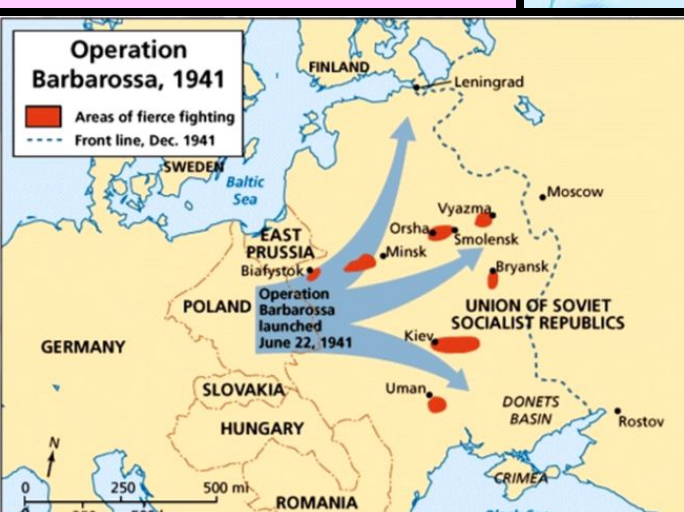 Operation
Barbarossa, 1941
Areas of fierce fighting
Front line, Dec. 1941
FINLAND
Leningrad
SWEDEN
Baltic
Sea
Moscow
Vyazma
Orsha
Smolensk
EAST
PRUSSIA
Minsk
Biafystok
Bryansk
Operation
Barbarossa
launched
June 22, 1941
POLAND
UNION OF SOVIET
SOCIALIST REPUBLICS
GERMANY
Kiev
SLOVAKIA
Uman
DONETS
BASIN
Rostov
HUNGARY
N
CRIMEA
0 250 500 mi
ROMANIA